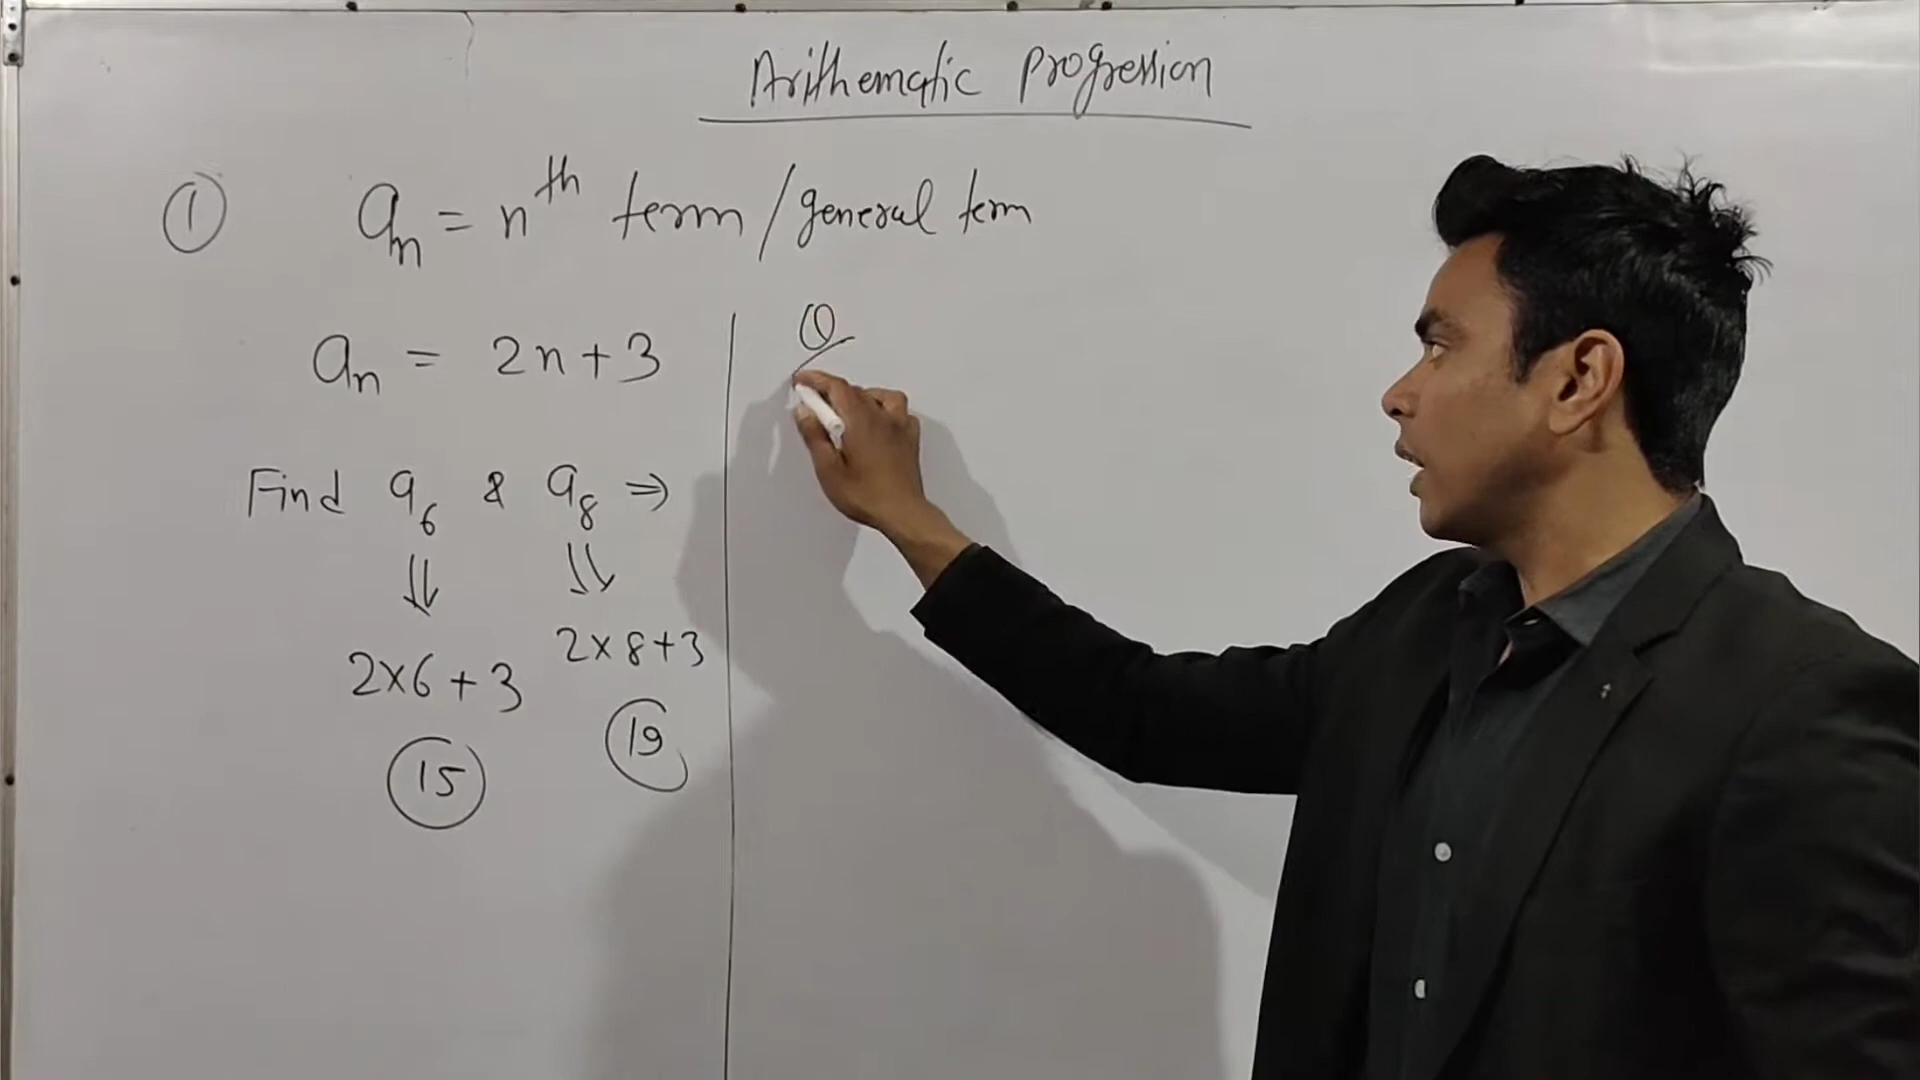 Arithematic Progression
① aₙ = nᵗʰ term / general term
aₙ = 2n+3
Find a₆ & a₈ ⇒
⇓ ⇓
2×6+3 2×8+3
15 19
Q